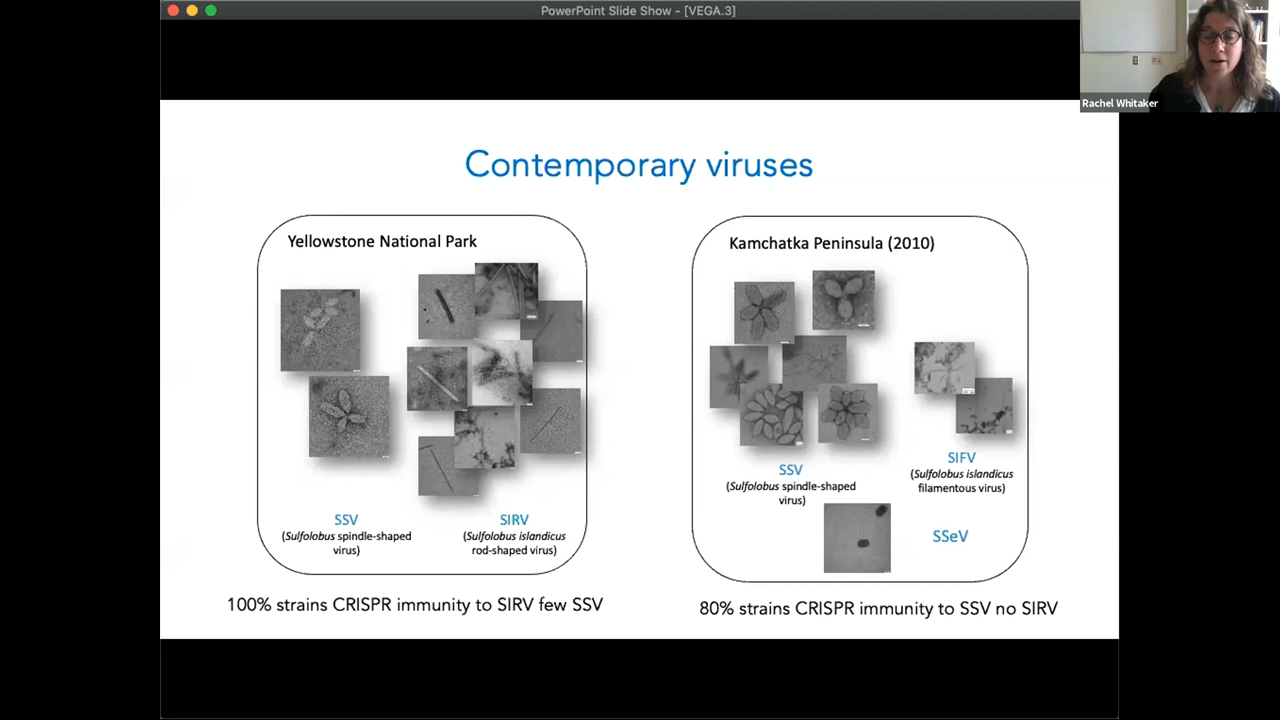 PowerPoint Slide Show - [VEGA.3]
Rachel Whitaker
Contemporary viruses
Yellowstone National Park
SSV
(Sulfolobus spindle-shaped
virus)
SIRV
(Sulfolobus islandicus
rod-shaped virus)
100% strains CRISPR immunity to SIRV few SSV
Kamchatka Peninsula (2010)
SSV
(Sulfolobus spindle-shaped
virus)
SIFV
(Sulfolobus islandicus
filamentous virus)
SSeV
80% strains CRISPR immunity to SSV no SIRV